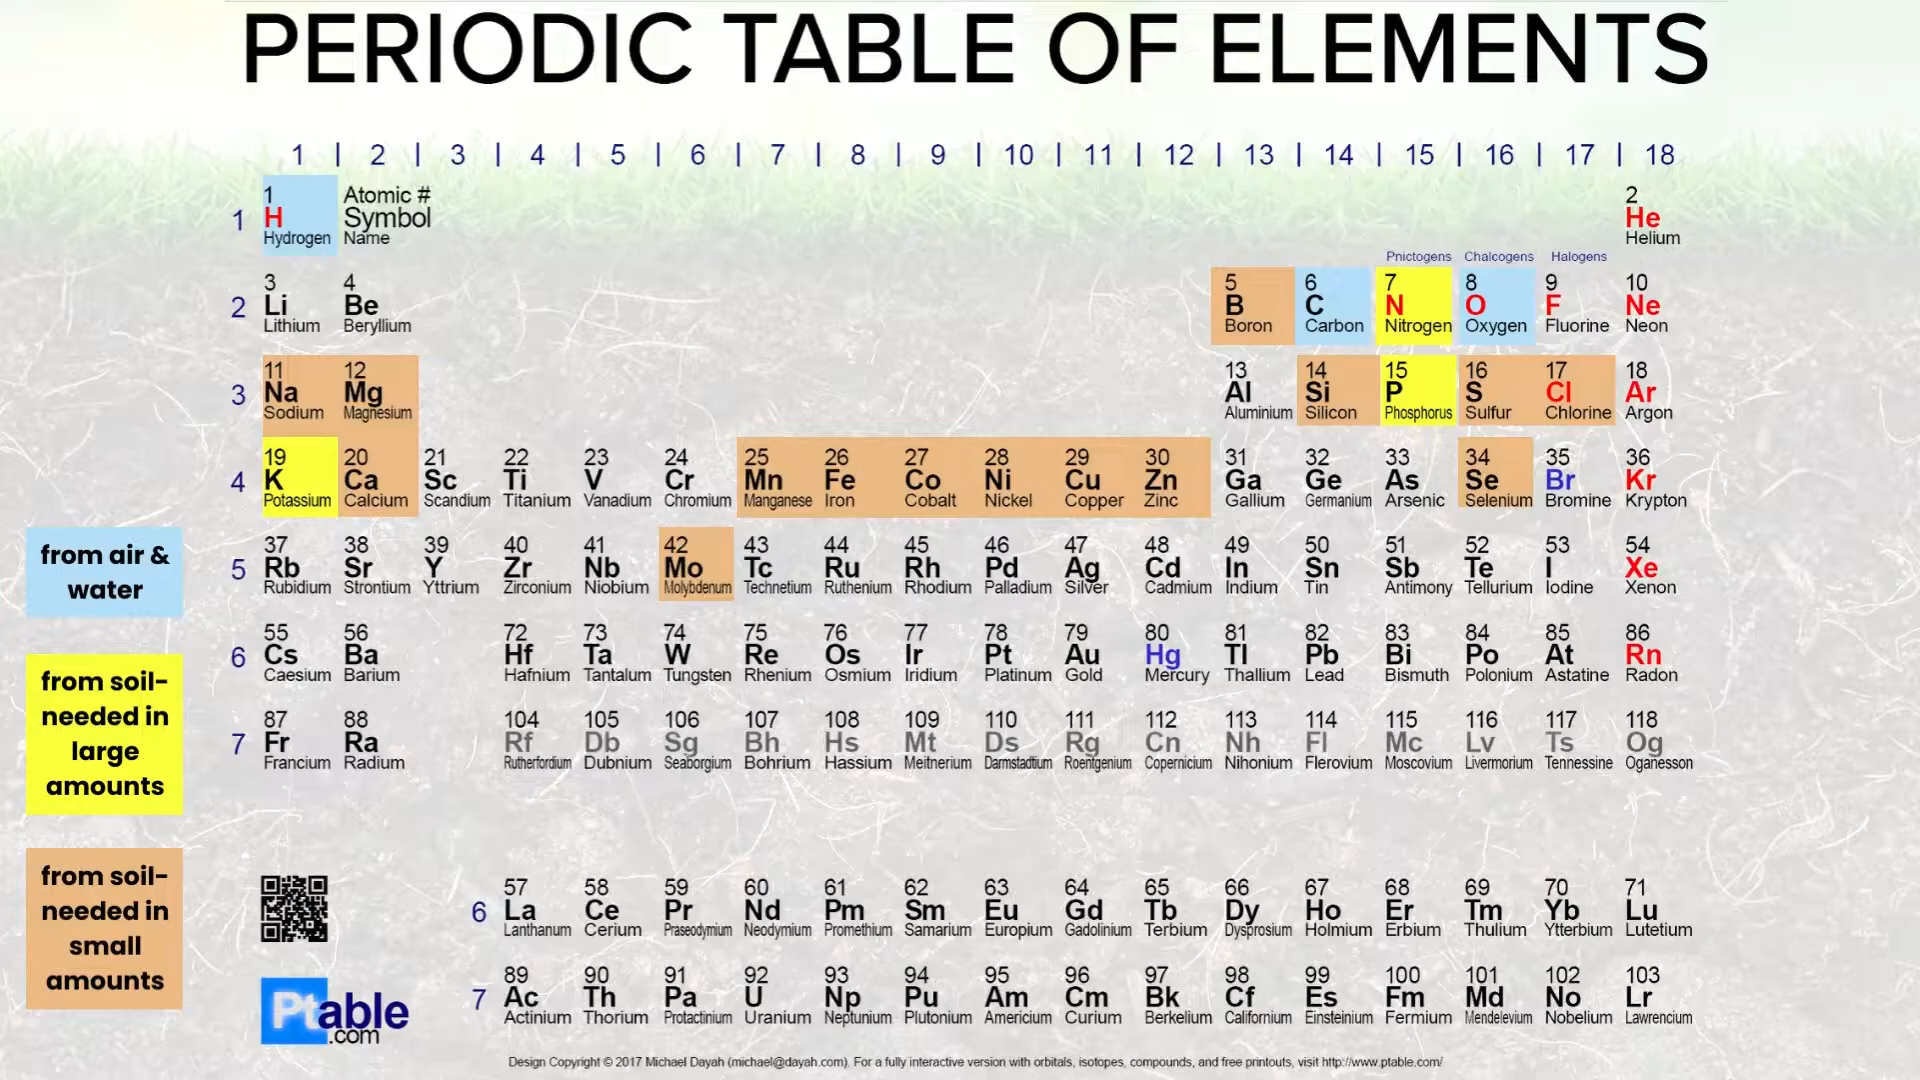 PERIODIC TABLE OF ELEMENTS
1 | 2 | 3 | 4 | 5 | 6 | 7 | 8 | 9 | 10 | 11 | 12 | 13 | 14 | 15 | 16 | 17 | 18
1 Atomic # 2
1 H Symbol He
Hydrogen Name Helium
Pnictogens Chalcogens Halogens
3 4 5 6 7 8 9 10
2 Li Be B C N O F Ne
Lithium Beryllium Boron Carbon Nitrogen Oxygen Fluorine Neon
11 12 13 14 15 16 17 18
3 Na Mg Al Si P S Cl Ar
Sodium Magnesium Aluminium Silicon Phosphorus Sulfur Chlorine Argon
19 20 21 22 23 24 25 26 27 28 29 30 31 32 33 34 35 36
4 K Ca Sc Ti V Cr Mn Fe Co Ni Cu Zn Ga Ge As Se Br Kr
Potassium Calcium Scandium Titanium Vanadium Chromium Manganese Iron Cobalt Nickel Copper Zinc Gallium Germanium Arsenic Selenium Bromine Krypton
37 38 39 40 41 42 43 44 45 46 47 48 49 50 51 52 53 54
5 Rb Sr Y Zr Nb Mo Tc Ru Rh Pd Ag Cd In Sn Sb Te I Xe
Rubidium Strontium Yttrium Zirconium Niobium Molybdenum Technetium Ruthenium Rhodium Palladium Silver Cadmium Indium Tin Antimony Tellurium Iodine Xenon
55 56 72 73 74 75 76 77 78 79 80 81 82 83 84 85 86
6 Cs Ba Hf Ta W Re Os Ir Pt Au Hg Tl Pb Bi Po At Rn
Caesium Barium Hafnium Tantalum Tungsten Rhenium Osmium Iridium Platinum Gold Mercury Thallium Lead Bismuth Polonium Astatine Radon
87 88 104 105 106 107 108 109 110 111 112 113 114 115 116 117 118
7 Fr Ra Rf Db Sg Bh Hs Mt Ds Rg Cn Nh Fl Mc Lv Ts Og
Francium Radium Rutherfordium Dubnium Seaborgium Bohrium Hassium Meitnerium Darmstadtium Roentgenium Copernicium Nihonium Flerovium Moscovium Livermorium Tennessine Oganesson
from air &
water
from soil-
needed in
large
amounts
from soil-
needed in
small
amounts
57 58 59 60 61 62 63 64 65 66 67 68 69 70 71
6 La Ce Pr Nd Pm Sm Eu Gd Tb Dy Ho Er Tm Yb Lu
Lanthanum Cerium Praseodymium Neodymium Promethium Samarium Europium Gadolinium Terbium Dysprosium Holmium Erbium Thulium Ytterbium Lutetium
89 90 91 92 93 94 95 96 97 98 99 100 101 102 103
7 Ac Th Pa U Np Pu Am Cm Bk Cf Es Fm Md No Lr
Actinium Thorium Protactinium Uranium Neptunium Plutonium Americium Curium Berkelium Californium Einsteinium Fermium Mendelevium Nobelium Lawrencium
Ptable
.com
Design Copyright © 2017 Michael Dayah (michael@dayah.com). For a fully interactive version with orbitals, isotopes, compounds, and free printouts, visit http://www.ptable.com/